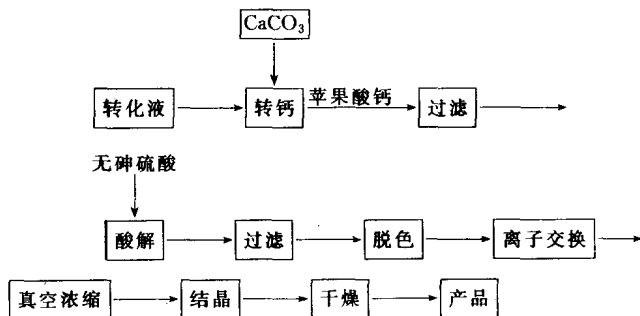 CaCO₃
转化液 转钙 苹果酸钙 过滤
无砷硫酸
酸解 过滤 脱色 离子交换
真空浓缩 结晶 干燥 产品